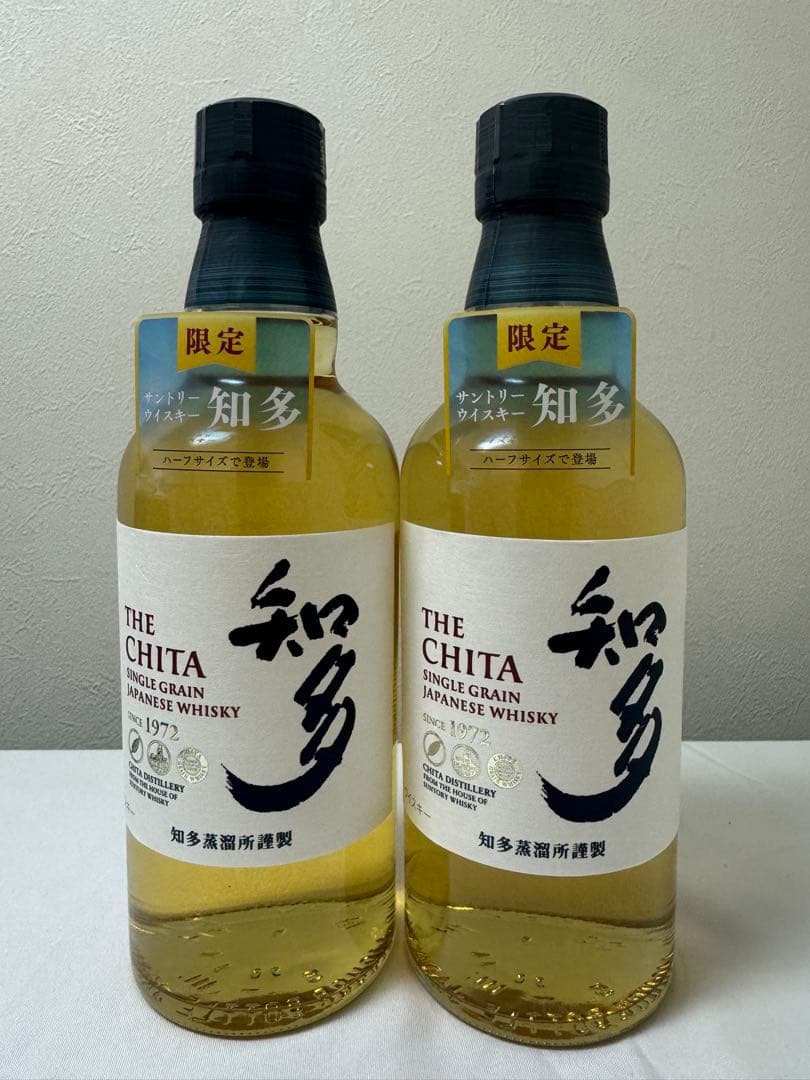 限定
サントリー
ウイスキー
知多
ハーフサイズで登場
THE
CHITA
SINGLE GRAIN
JAPANESE WHISKY
SINCE 1972
CHITA DISTILLERY
FROM THE HOUSE OF
SUNTORY WHISKY
知多
知多蒸溜所謹製
限定
サントリー
ウイスキー
知多
ハーフサイズで登場
THE
CHITA
SINGLE GRAIN
JAPANESE WHISKY
SINCE 1972
CHITA DISTILLERY
FROM THE HOUSE OF
SUNTORY WHISKY
知多
知多蒸溜所謹製